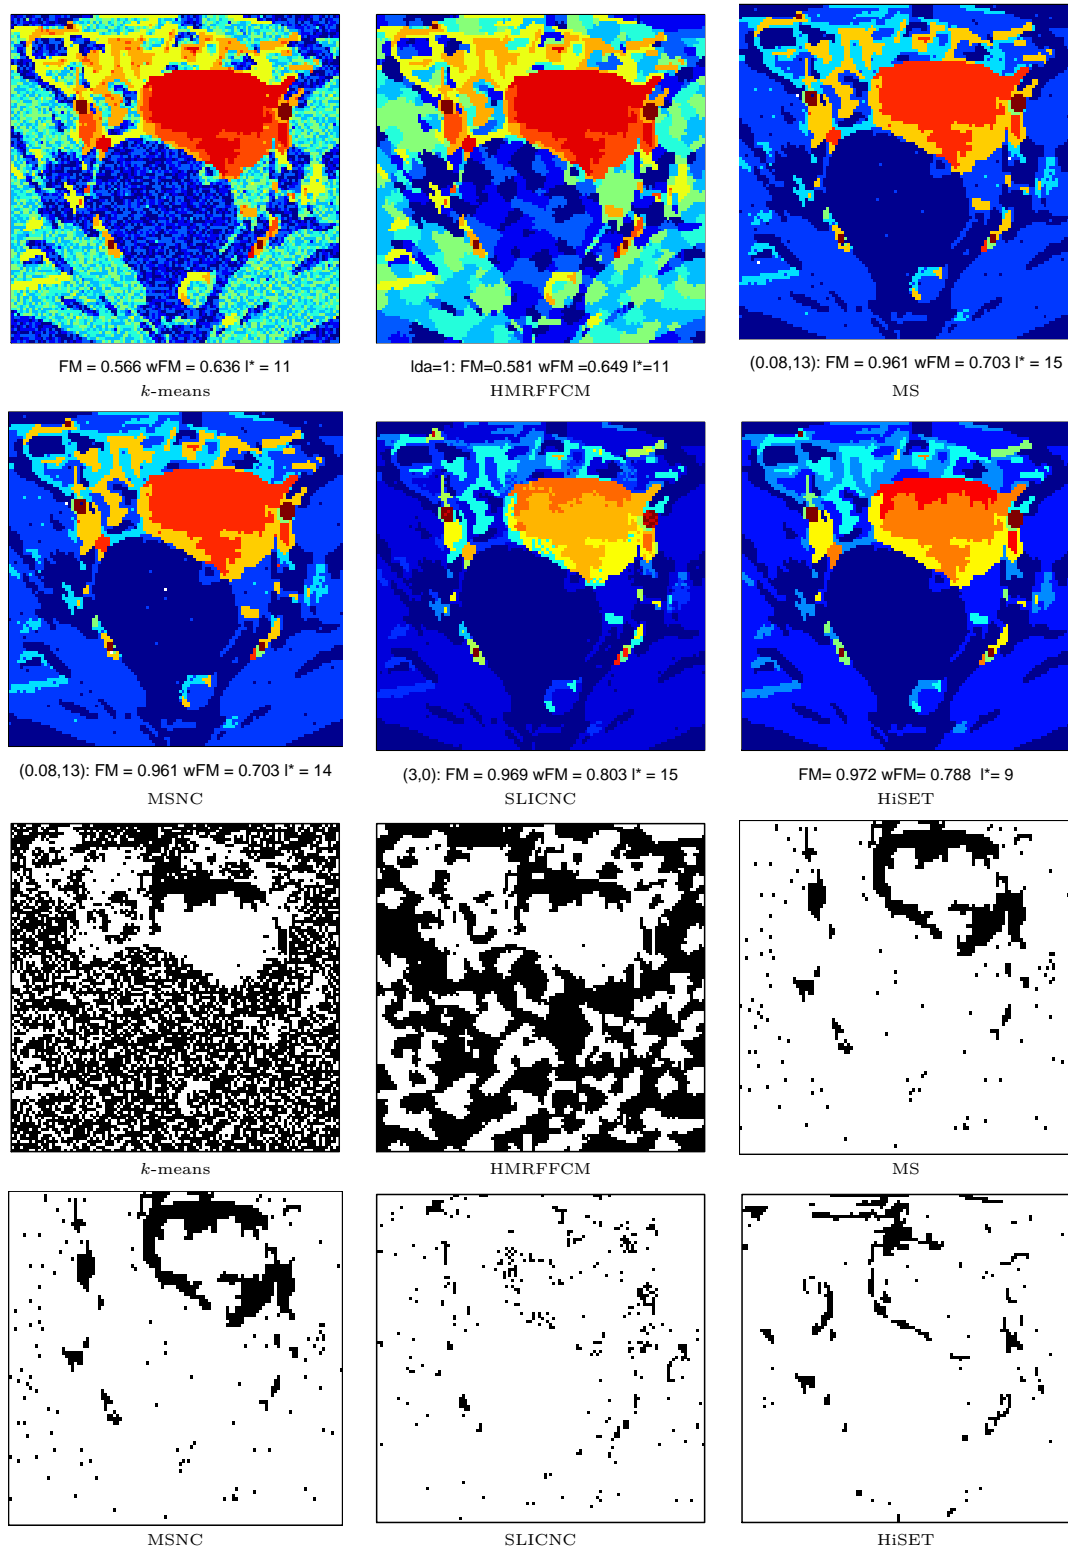 FM = 0.566 wFM = 0.636 l* = 11
lda=1: FM=0.581 wFM =0.649 l*=11
(0.08,13): FM = 0.961 wFM = 0.703 l* = 15
k-means
HMRFFCM
MS
(0.08,13): FM = 0.961 wFM = 0.703 l* = 14
(3,0): FM = 0.969 wFM = 0.803 l* = 15
FM= 0.972 wFM= 0.788 l*= 9
MSNC
SLICNC
HiSET
k-means
HMRFFCM
MS
MSNC
SLICNC
HiSET